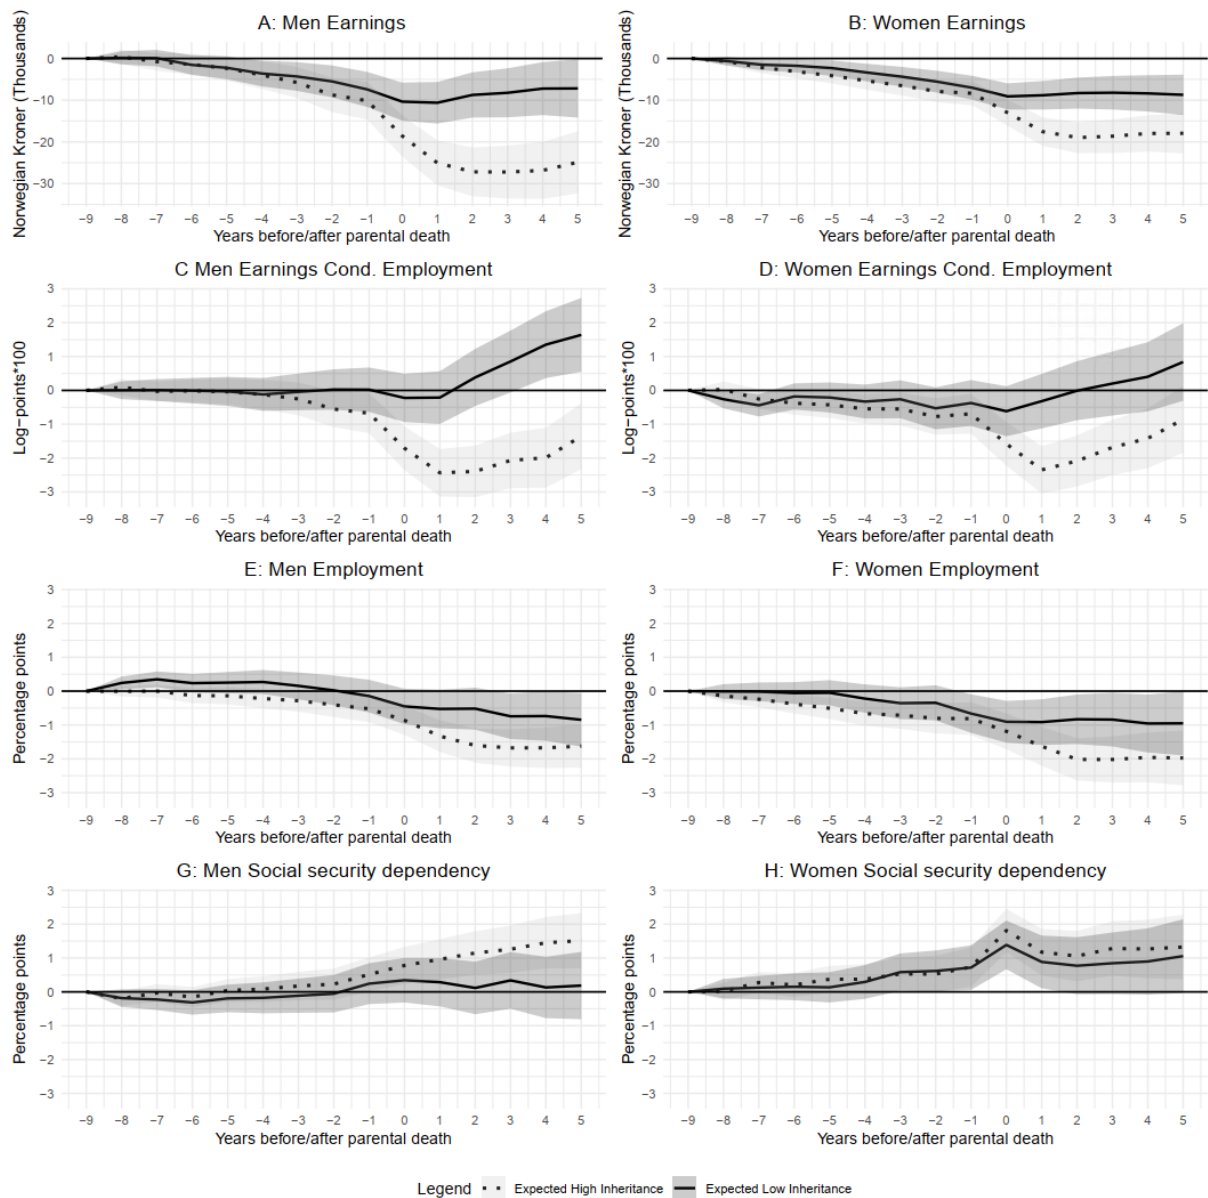 A: Men Earnings
Norwegian Kroner (Thousands)
0
−10
−20
−30
−9 −8 −7 −6 −5 −4 −3 −2 −1 0 1 2 3 4 5
Years before/after parental death
B: Women Earnings
Norwegian Kroner (Thousands)
0
−10
−20
−30
−9 −8 −7 −6 −5 −4 −3 −2 −1 0 1 2 3 4 5
Years before/after parental death
C Men Earnings Cond. Employment
Log−points*100
3
2
1
0
−1
−2
−3
−9 −8 −7 −6 −5 −4 −3 −2 −1 0 1 2 3 4 5
Years before/after parental death
D: Women Earnings Cond. Employment
Log−points*100
3
2
1
0
−1
−2
−3
−9 −8 −7 −6 −5 −4 −3 −2 −1 0 1 2 3 4 5
Years before/after parental death
E: Men Employment
Percentage points
3
2
1
0
−1
−2
−3
−9 −8 −7 −6 −5 −4 −3 −2 −1 0 1 2 3 4 5
Years before/after parental death
F: Women Employment
Percentage points
3
2
1
0
−1
−2
−3
−9 −8 −7 −6 −5 −4 −3 −2 −1 0 1 2 3 4 5
Years before/after parental death
G: Men Social security dependency
Percentage points
3
2
1
0
−1
−2
−3
−9 −8 −7 −6 −5 −4 −3 −2 −1 0 1 2 3 4 5
Years before/after parental death
H: Women Social security dependency
Percentage points
3
2
1
0
−1
−2
−3
−9 −8 −7 −6 −5 −4 −3 −2 −1 0 1 2 3 4 5
Years before/after parental death
Legend Expected High Inheritance Expected Low Inheritance